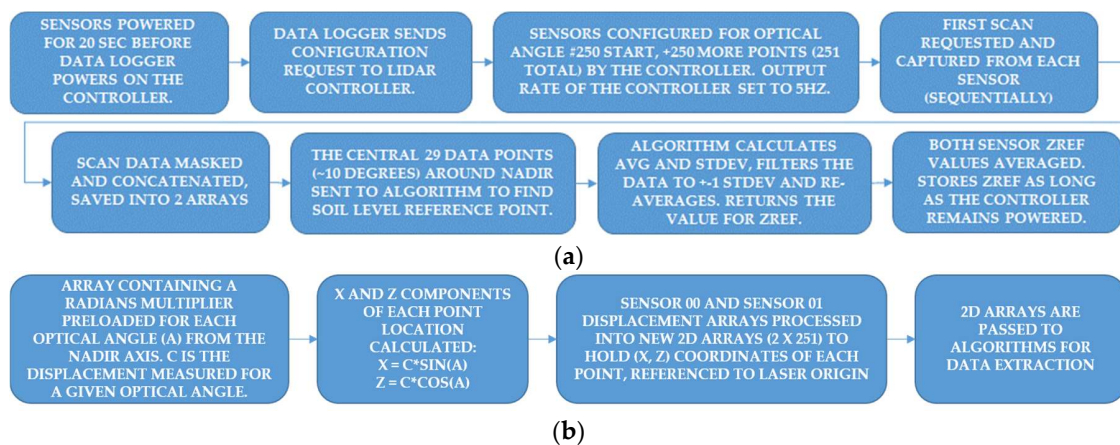 SENSORS POWERED
FOR 20 SEC BEFORE
DATA LOGGER
POWERS ON THE
CONTROLLER.
DATA LOGGER SENDS
CONFIGURATION
REQUEST TO LIDAR
CONTROLLER.
SENSORS CONFIGURED FOR OPTICAL
ANGLE #250 START, +250 MORE POINTS (251
TOTAL) BY THE CONTROLLER. OUTPUT
RATE OF THE CONTROLLER SET TO 5HZ.
FIRST SCAN
REQUESTED AND
CAPTURED FROM EACH
SENSOR
(SEQUENTIALLY)
SCAN DATA MASKED
AND CONCATENATED,
SAVED INTO 2 ARRAYS
THE CENTRAL 29 DATA POINTS
(~10 DEGREES) AROUND NADIR
SENT TO ALGORITHM TO FIND
SOIL LEVEL REFERENCE POINT.
ALGORITHM CALCULATES
AVG AND STDEV, FILTERS THE
DATA TO +-1 STDEV AND RE-
AVERAGES. RETURNS THE
VALUE FOR ZREF.
BOTH SENSOR ZREF
VALUES AVERAGED.
STORES ZREF AS LONG
AS THE CONTROLLER
REMAINS POWERED.
(a)
ARRAY CONTAINING A
RADIANS MULTIPLIER
PRELOADED FOR EACH
OPTICAL ANGLE (A) FROM THE
NADIR AXIS. C IS THE
DISPLACEMENT MEASURED FOR
A GIVEN OPTICAL ANGLE.
X AND Z COMPONENTS
OF EACH POINT
LOCATION
CALCULATED:
X = C*SIN(A)
Z = C*COS(A)
SENSOR 00 AND SENSOR 01
DISPLACEMENT ARRAYS PROCESSED
INTO NEW 2D ARRAYS (2 X 251) TO
HOLD (X, Z) COORDINATES OF EACH
POINT, REFERENCED TO LASER ORIGIN
2D ARRAYS ARE
PASSED TO
ALGORITHMS FOR
DATA EXTRACTION
(b)